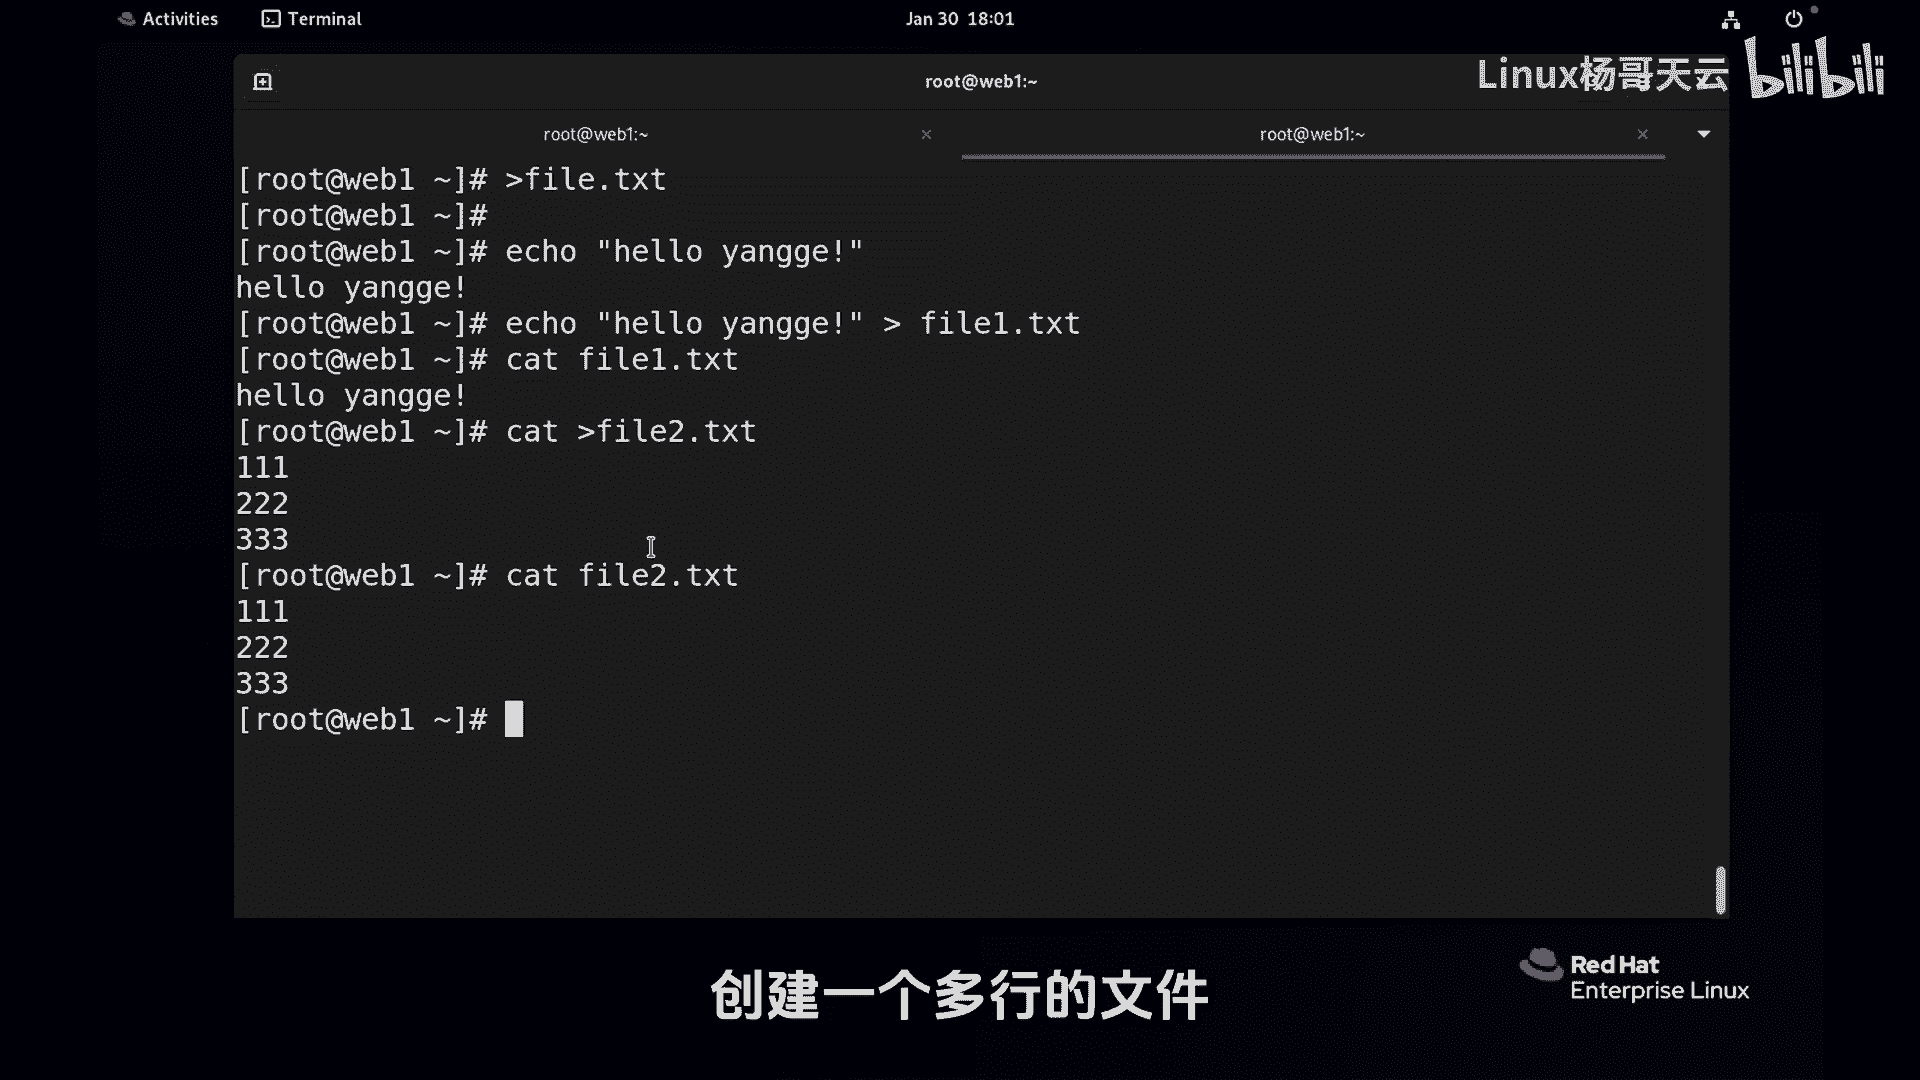 Activities
Terminal
Jan 30 18:01
root@web1:~
Linux杨哥天云 bilibili
root@web1:~
root@web1:~
[root@web1 ~]# >file.txt
[root@web1 ~]#
[root@web1 ~]# echo "hello yangge!"
hello yangge!
[root@web1 ~]# echo "hello yangge!" > file1.txt
[root@web1 ~]# cat file1.txt
hello yangge!
[root@web1 ~]# cat >file2.txt
111
222
333
[root@web1 ~]# cat file2.txt
111
222
333
[root@web1 ~]#
Red Hat
Enterprise Linux
创建一个多行的文件